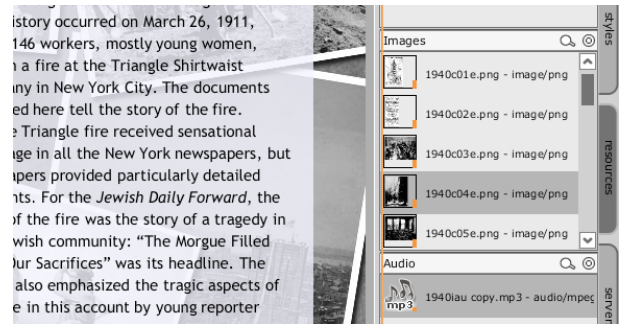 istory occurred on March 26, 1911,
146 workers, mostly young women,
a fire at the Triangle Shirtwaist
any in New York City. The documents
ed here tell the story of the fire.
e Triangle fire received sensational
age in all the New York newspapers, but
apers provided particularly detailed
nts. For the Jewish Daily Forward, the
of the fire was the story of a tragedy in
wish community: “The Morgue Filled
Our Sacrifices” was its headline. The
also emphasized the tragic aspects of
e in this account by young reporter
Images
1940c01e.png - image/png
1940c02e.png - image/png
1940c03e.png - image/png
1940c04e.png - image/png
1940c05e.png - image/png
Audio
mp3
1940iau copy.mp3 - audio/mpeg
styles
resources
server